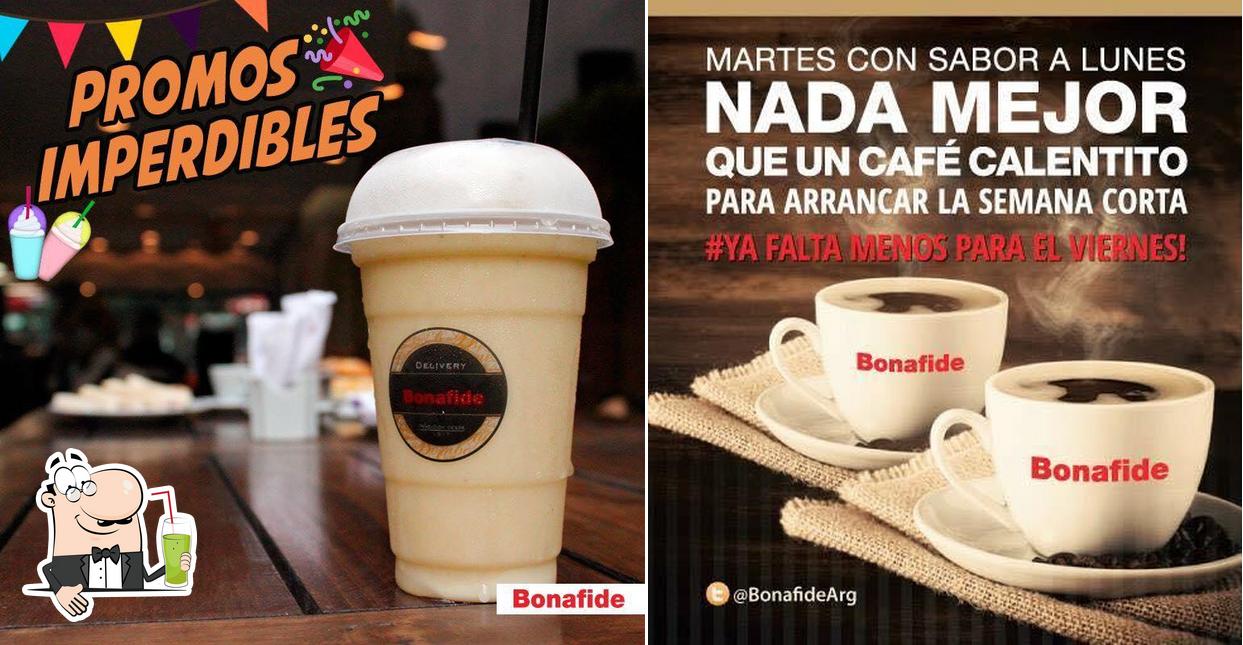 PROMOS
IMPERDIBLES
DELIVERY
Bonafide
Bonafide
MARTES CON SABOR A LUNES
NADA MEJOR
QUE UN CAFÉ CALENTITO
PARA ARRANCAR LA SEMANA CORTA
#YA FALTA MENOS PARA EL VIERNES!
Bonafide
Bonafide
@BonafideArg